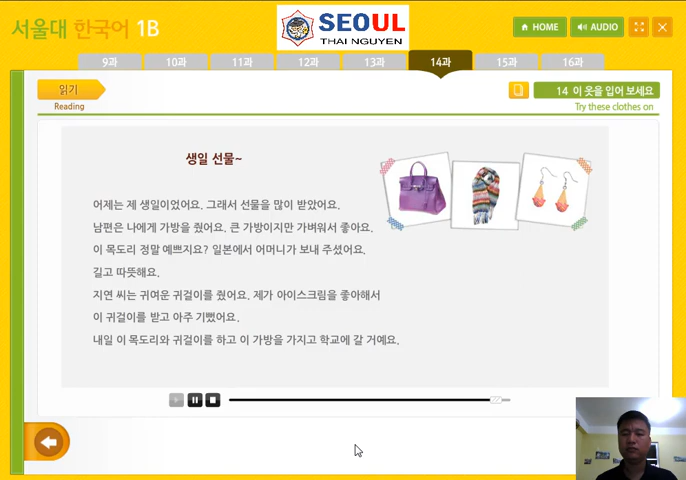 서울대 한국어 1B
SEOUL
THAI NGUYEN
HOME
AUDIO
9과
10과
11과
12과
13과
14과
15과
16과
읽기
Reading
14 이 옷을 입어 보세요
Try these clothes on
생일 선물~
어제는 제 생일이었어요. 그래서 선물을 많이 받았어요.
남편은 나에게 가방을 줬어요. 큰 가방이지만 가벼워서 좋아요.
이 목도리 정말 예쁘지요? 일본에서 어머니가 보내 주셨어요.
길고 따뜻해요.
지연 씨는 귀여운 귀걸이를 줬어요. 제가 아이스크림을 좋아해서
이 귀걸이를 받고 아주 기뻤어요.
내일 이 목도리와 귀걸이를 하고 이 가방을 가지고 학교에 갈 거예요.